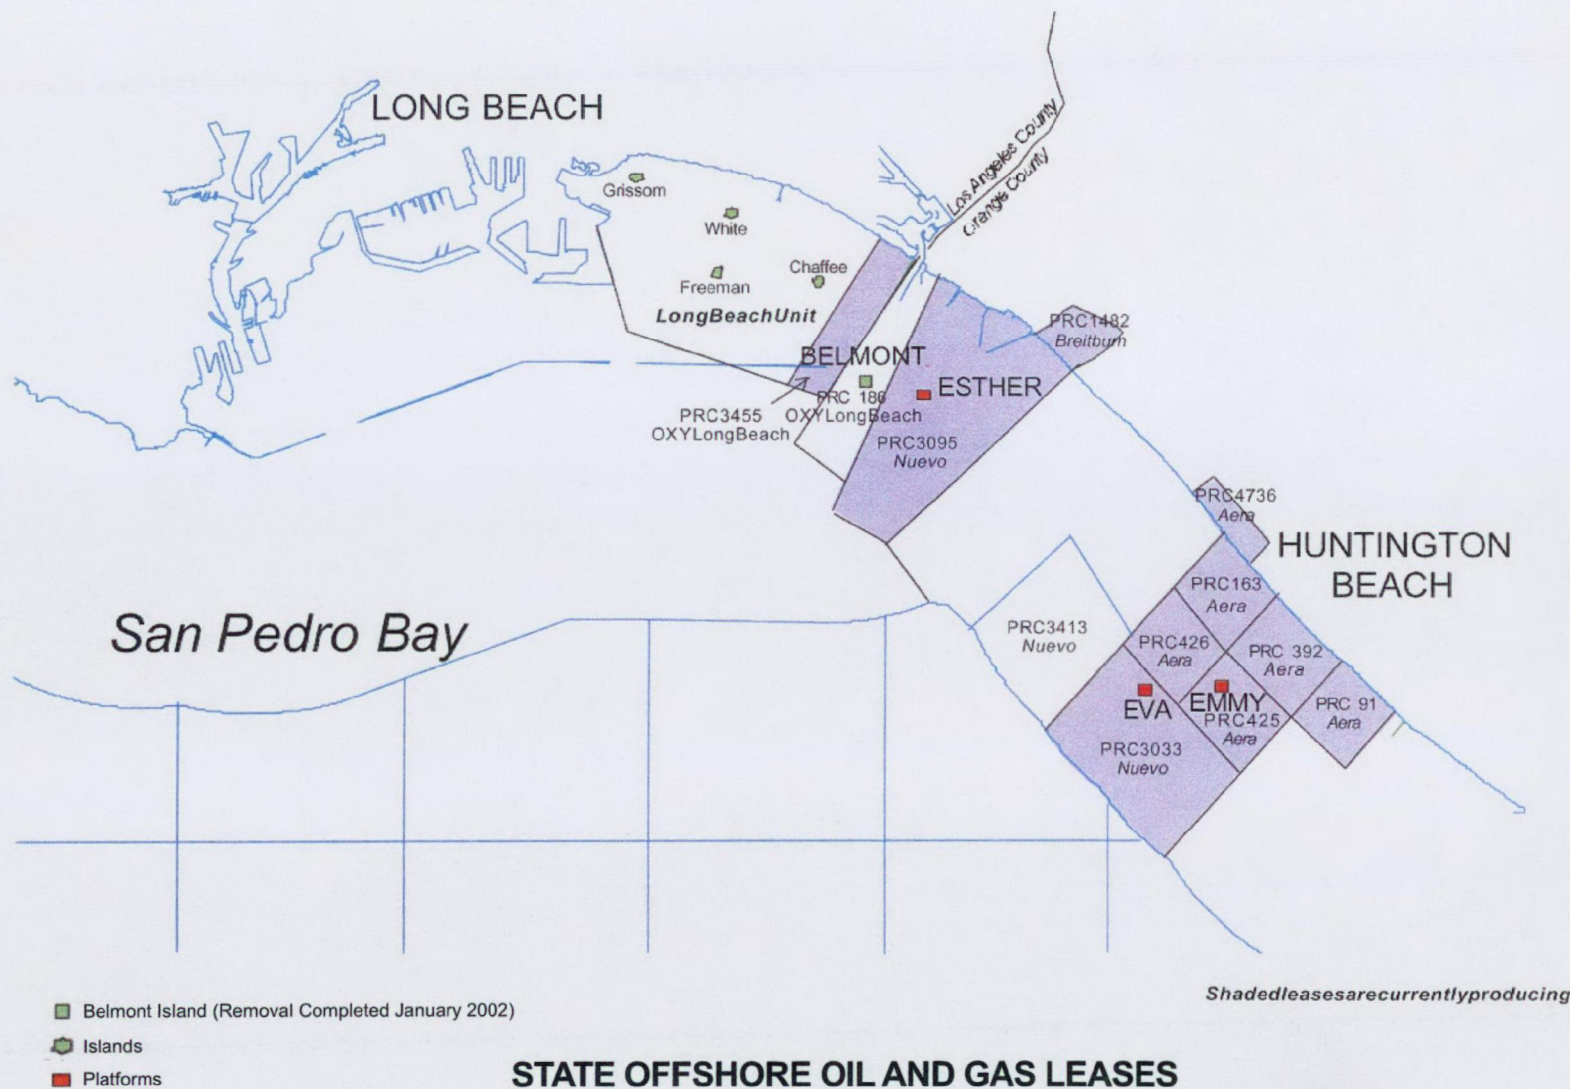 LONG BEACH
Los Angeles County
Orange County
Grissom
White
Freeman
Chaffee
LongBeachUnit
PRC1482
Breitburn
BELMONT
ESTHER
PRC 186
OXYLongBeach
PRC3455
OXYLongBeach
PRC3095
Nuevo
PRC4736
Aera
HUNTINGTON
BEACH
San Pedro Bay
PRC163
Aera
PRC3413
Nuevo
PRC426
Aera
PRC 392
Aera
EVA
EMMY
PRC425
Aera
PRC 91
Aera
PRC3033
Nuevo
Shadedleasesarecurrentlyproducing
Belmont Island (Removal Completed January 2002)
Islands
Platforms
STATE OFFSHORE OIL AND GAS LEASES